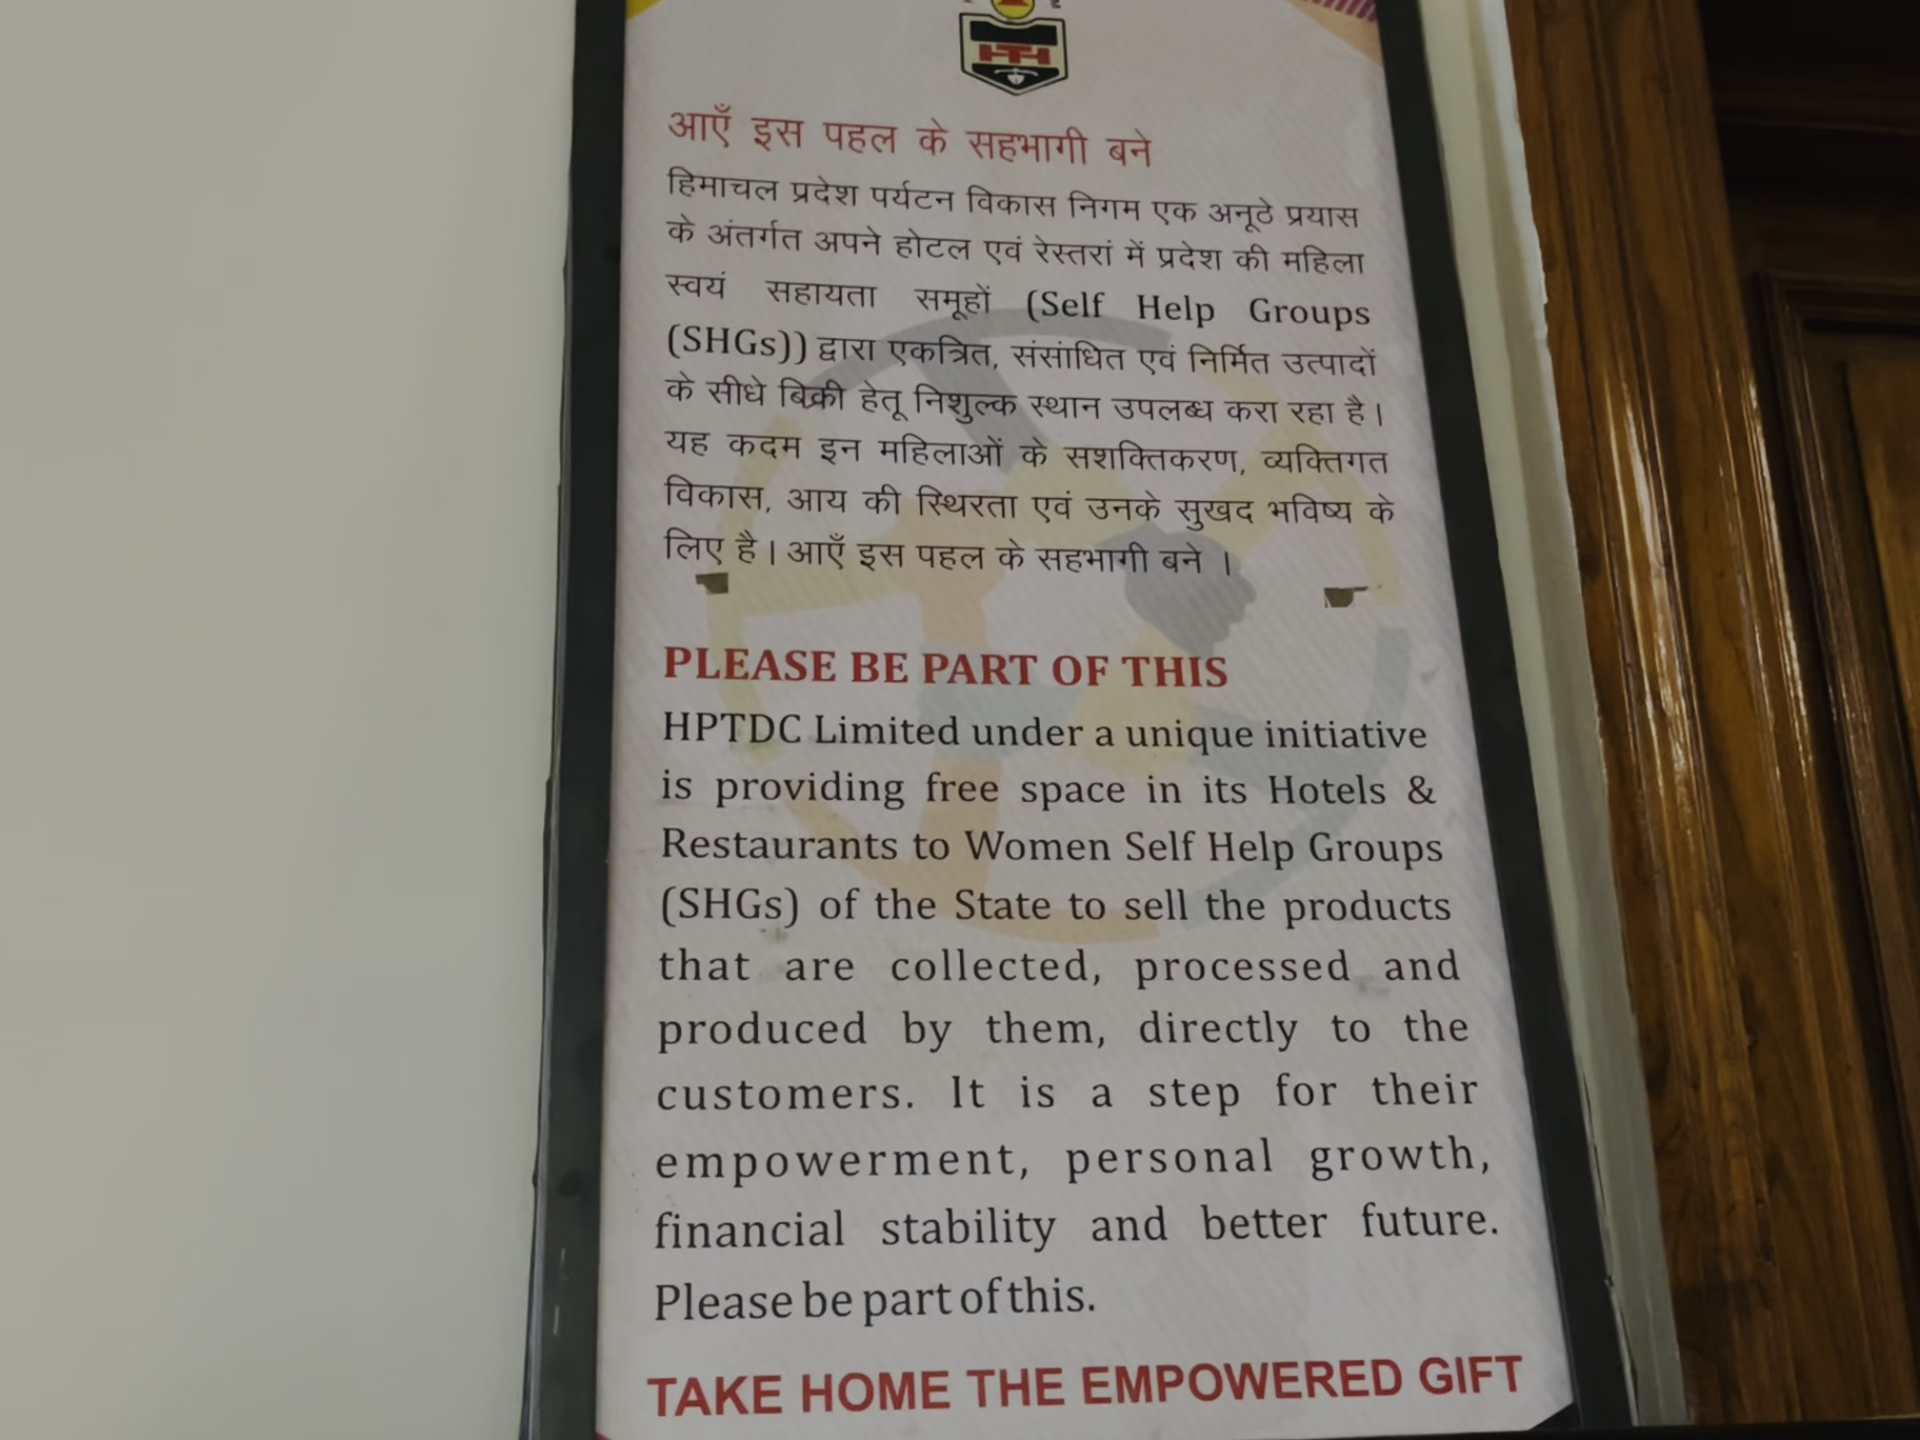 आएँ इस पहल के सहभागी बने
हिमाचल प्रदेश पर्यटन विकास निगम एक अनूठे प्रयास
के अंतर्गत अपने होटल एवं रेस्तरां में प्रदेश की महिला
स्वयं सहायता समूहों (Self Help Groups
(SHGs)) द्वारा एकत्रित, संसांधित एवं निर्मित उत्पादों
के सीधे बिक्री हेतू निशुल्क स्थान उपलब्ध करा रहा है।
यह कदम इन महिलाओं के सशक्तिकरण, व्यक्तिगत
विकास, आय की स्थिरता एवं उनके सुखद भविष्य के
लिए है। आएँ इस पहल के सहभागी बने ।
PLEASE BE PART OF THIS
HPTDC Limited under a unique initiative
is providing free space in its Hotels &
Restaurants to Women Self Help Groups
(SHGs) of the State to sell the products
that are collected, processed and
produced by them, directly to the
customers. It is a step for their
empowerment, personal growth,
financial stability and better future.
Please be part of this.
TAKE HOME THE EMPOWERED GIFT